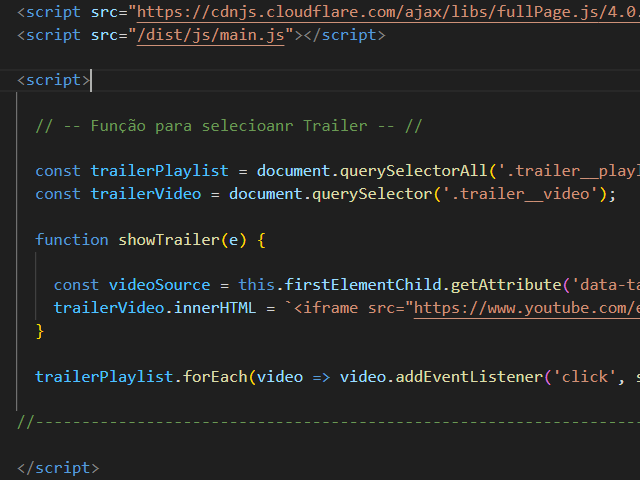 <script src="https://cdnjs.cloudflare.com/ajax/libs/fullPage.js/4.0.
<script src="/dist/js/main.js"></script>
<script>
// -- Função para selecioanr Trailer -- //
const trailerPlaylist = document.querySelectorAll('.trailer__playl
const trailerVideo = document.querySelector('.trailer__video');
function showTrailer(e) {
const videoSource = this.firstElementChild.getAttribute('data-ta
trailerVideo.innerHTML = `<iframe src="https://www.youtube.com/e
}
trailerPlaylist.forEach(video => video.addEventListener('click', s
//------------------------------------------------------------------
</script>